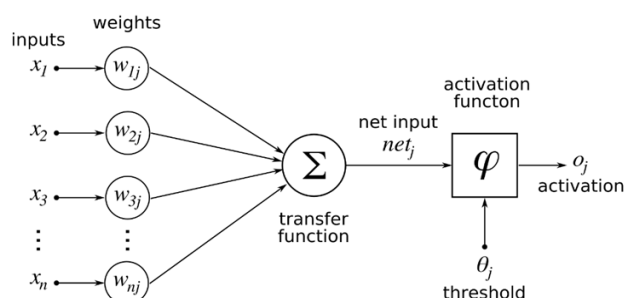 weights
inputs
x1
w1j
x2
w2j
x3
w3j
xn
wnj
Σ
transfer
function
net input
netj
activation
functon
φ
oj
activation
θj
threshold